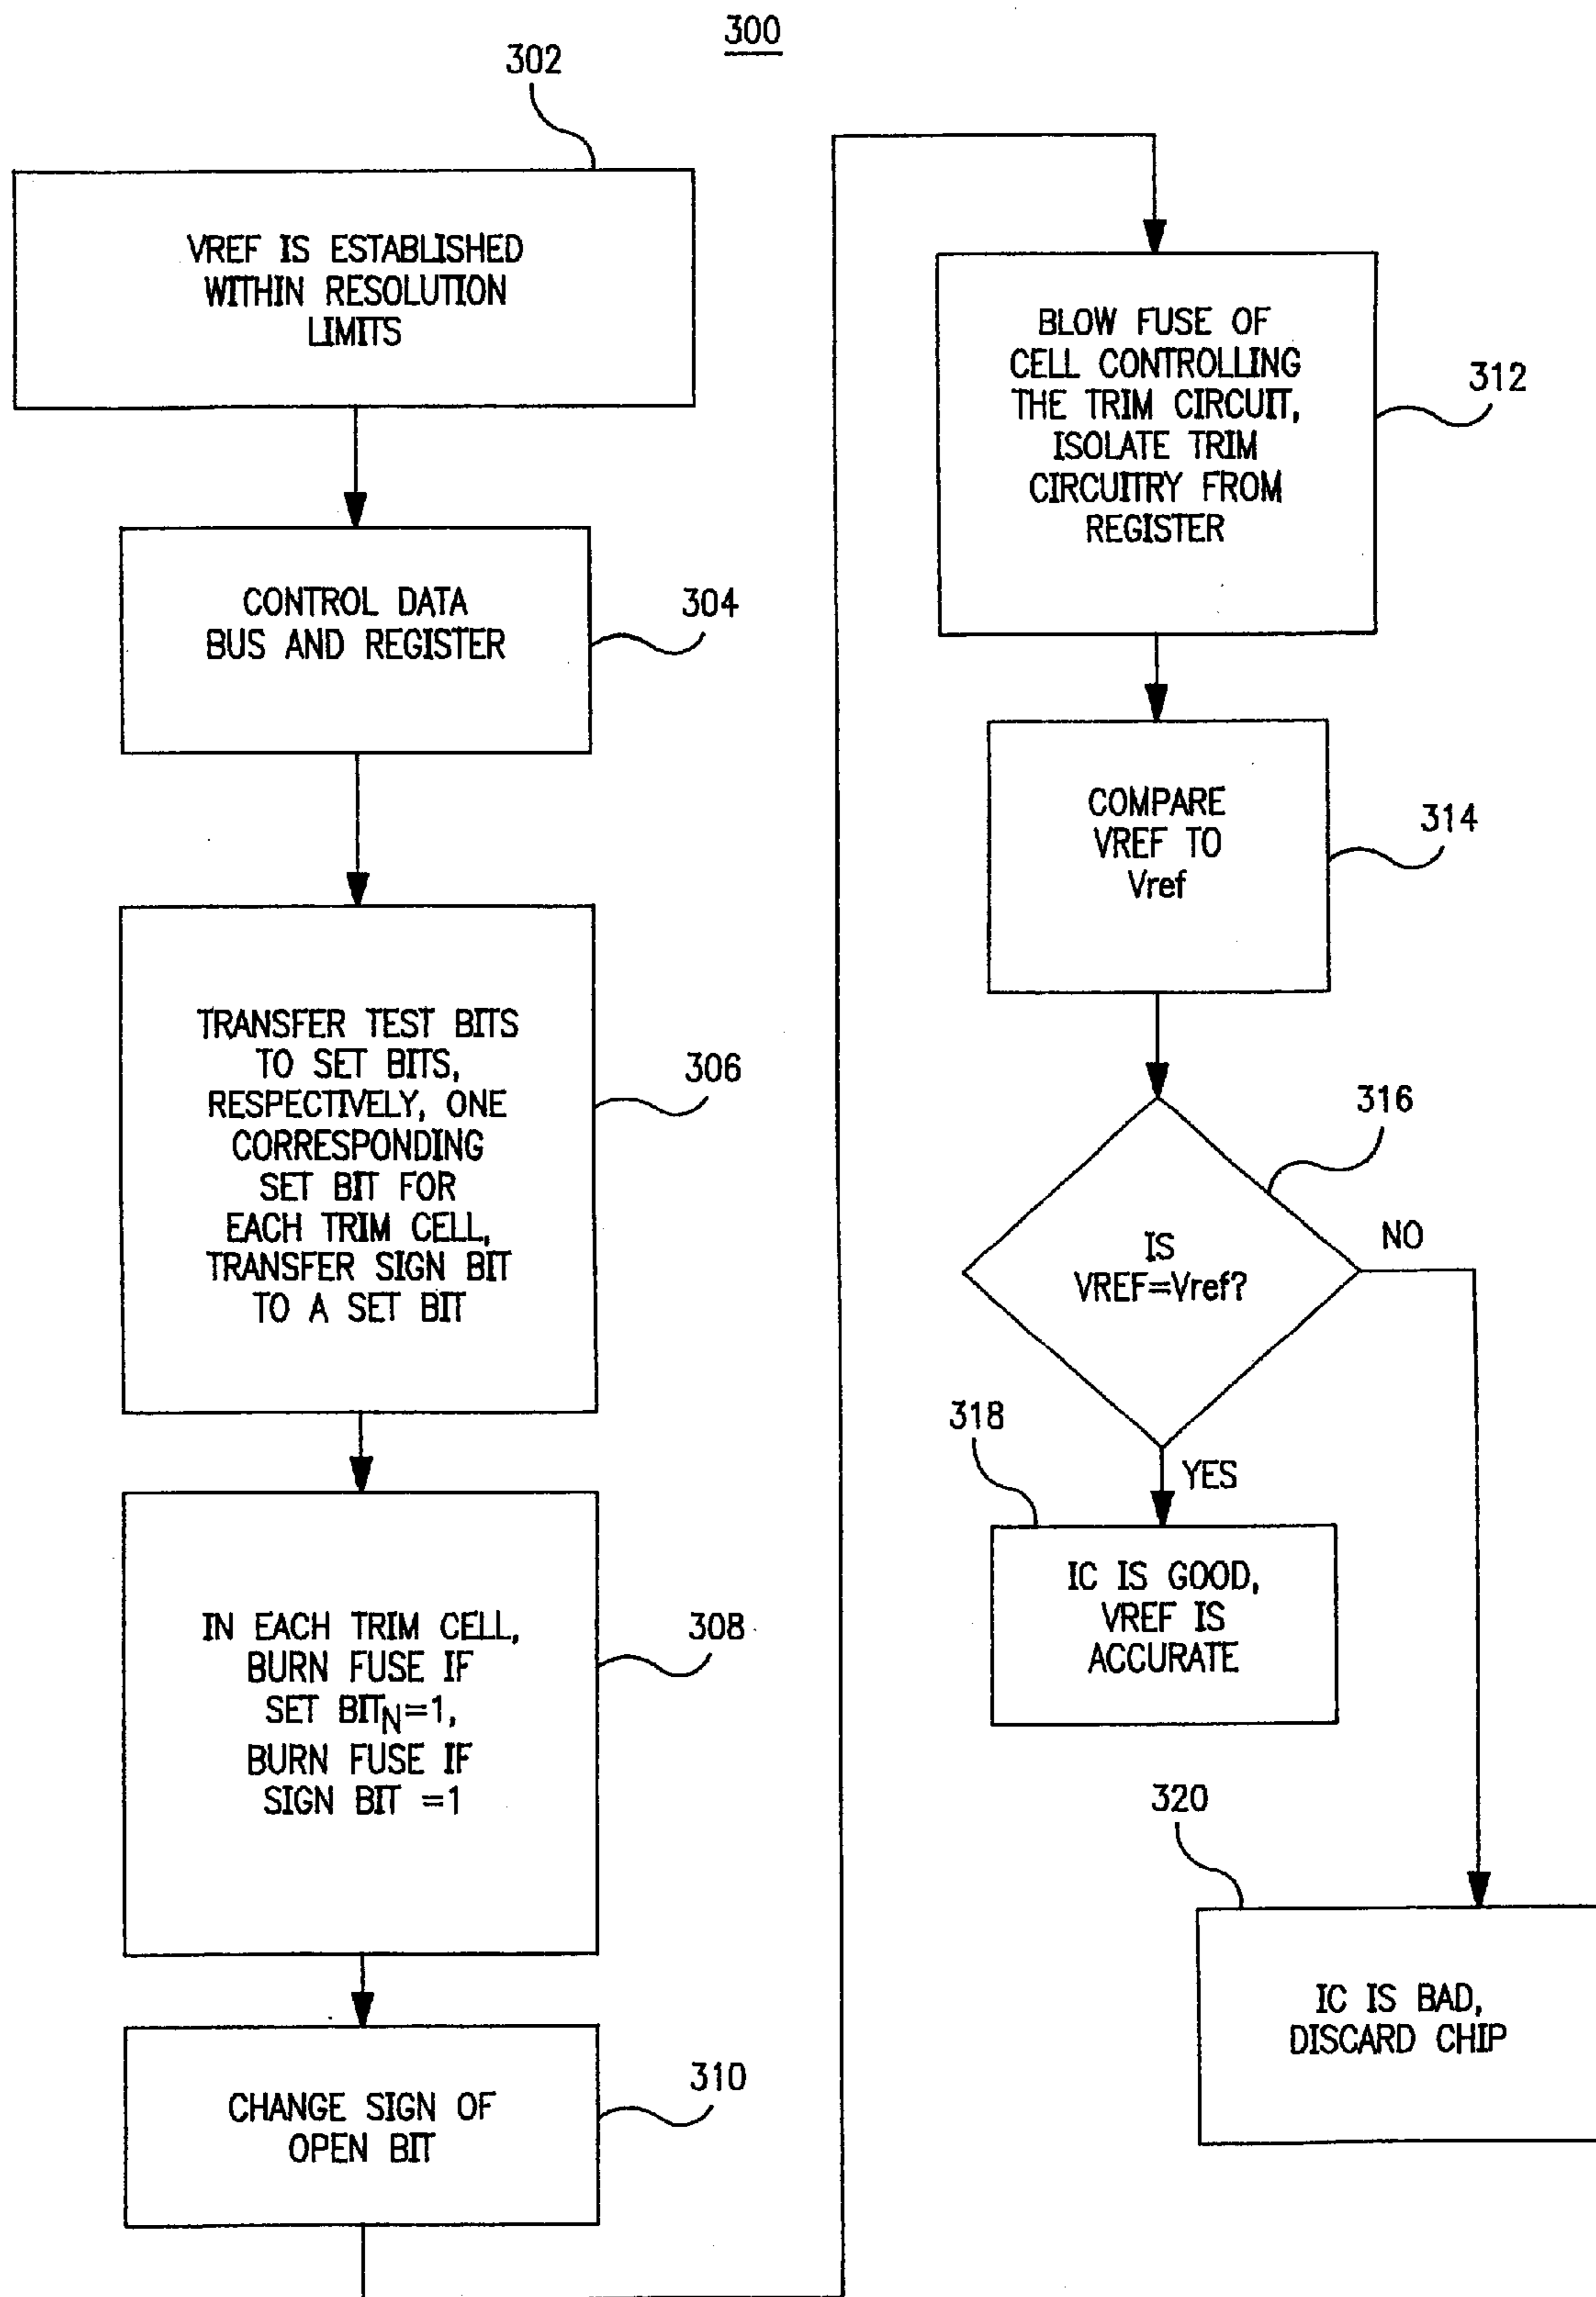 300
302
VREF IS ESTABLISHED
WITHIN RESOLUTION
LIMITS
CONTROL DATA
BUS AND REGISTER
304
TRANSFER TEST BITS
TO SET BITS,
RESPECTIVELY, ONE
CORRESPONDING
SET BIT FOR
EACH TRIM CELL,
TRANSFER SIGN BIT
TO A SET BIT
306
IN EACH TRIM CELL,
BURN FUSE IF
SET BITN=1,
BURN FUSE IF
SIGN BIT =1
308
CHANGE SIGN OF
OPEN BIT
310
BLOW FUSE OF
CELL CONTROLLING
THE TRIM CIRCUIT,
ISOLATE TRIM
CIRCUITRY FROM
REGISTER
312
COMPARE
VREF TO
Vref
314
316
IS
VREF=Vref?
NO
YES
318
IC IS GOOD,
VREF IS
ACCURATE
320
IC IS BAD,
DISCARD CHIP